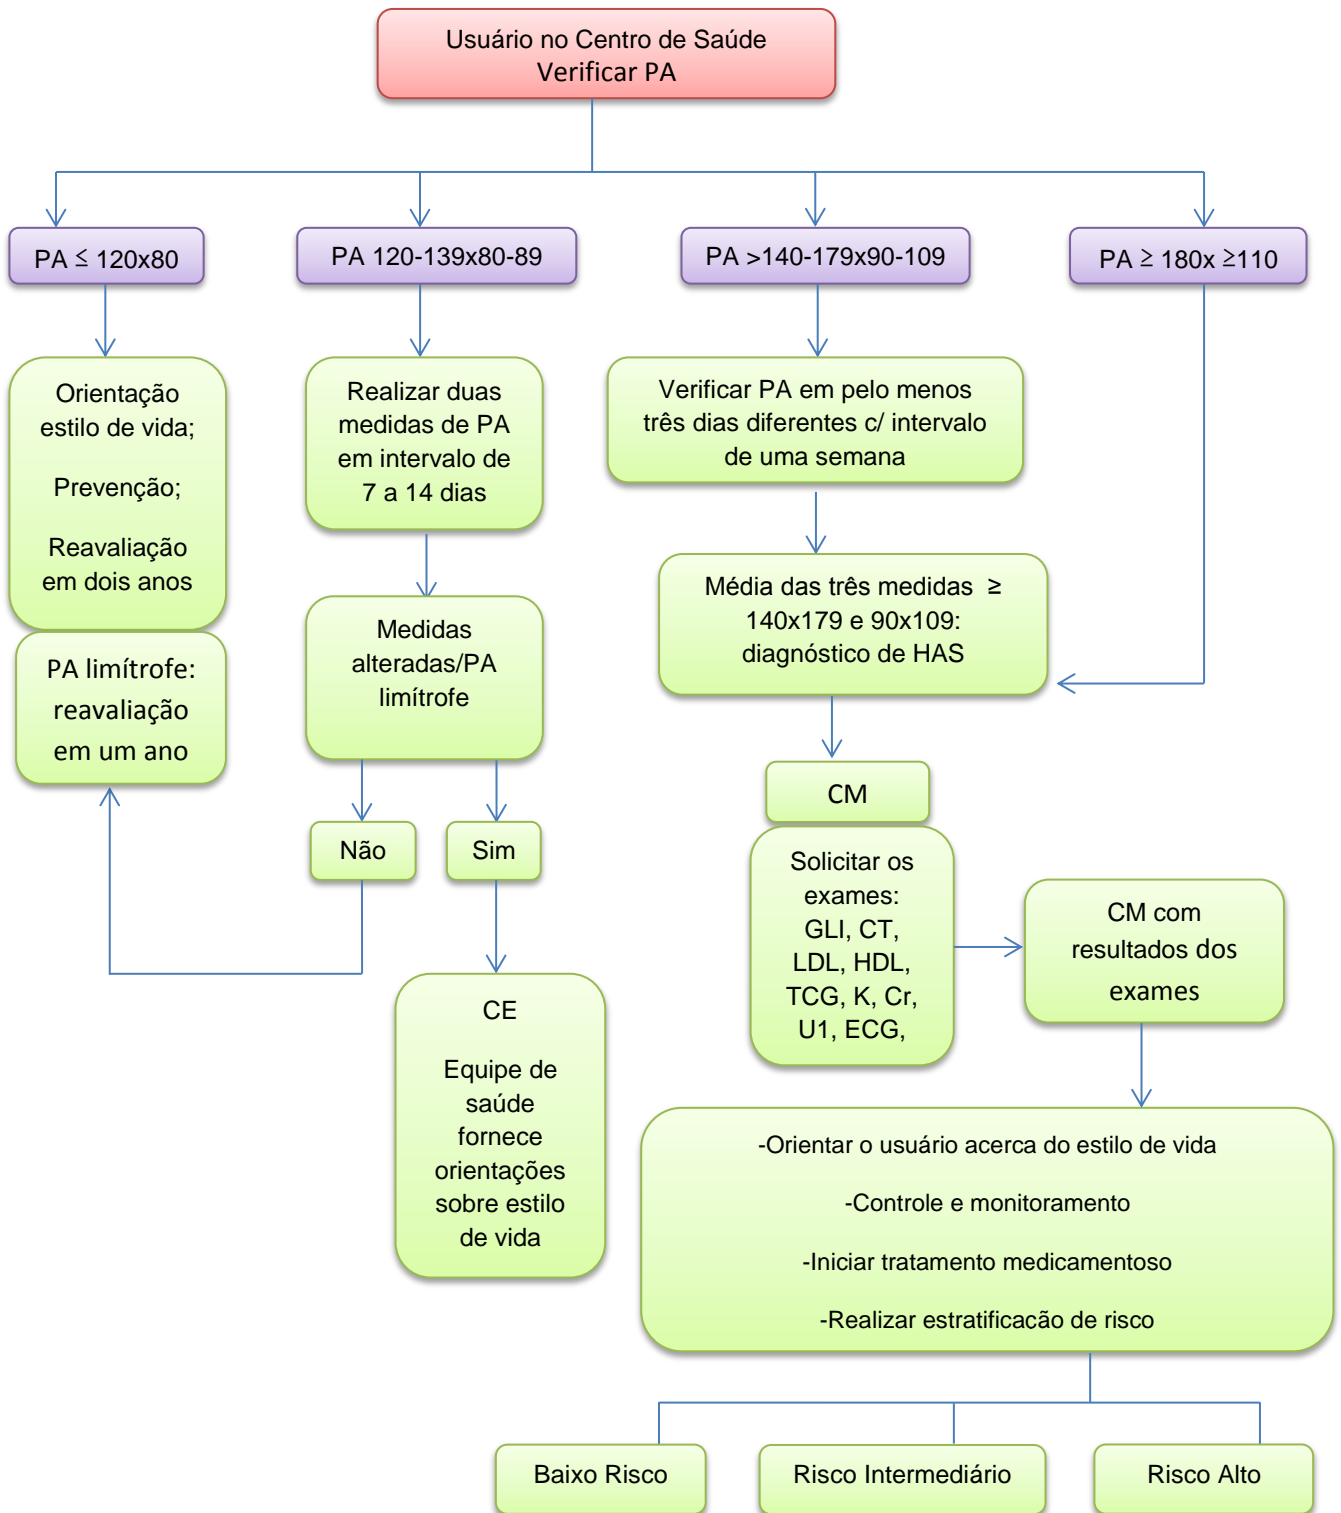 Usuário no Centro de Saúde
Verificar PA
PA ≤ 120x80
PA 120-139x80-89
PA >140-179x90-109
PA ≥ 180x ≥110
Orientação
estilo de vida;
Prevenção;
Reavaliação
em dois anos
PA limítrofe:
reavaliação
em um ano
Realizar duas
medidas de PA
em intervalo de
7 a 14 dias
Medidas
alteradas/PA
limítrofe
Não
Sim
CE
Equipe de
saúde
fornece
orientações
sobre estilo
de vida
Verificar PA em pelo menos
três dias diferentes c/ intervalo
de uma semana
Média das três medidas ≥
140x179 e 90x109:
diagnóstico de HAS
CM
Solicitar os
exames:
GLI, CT,
LDL, HDL,
TCG, K, Cr,
U1, ECG,
CM com
resultados dos
exames
-Orientar o usuário acerca do estilo de vida
-Controle e monitoramento
-Iniciar tratamento medicamentoso
-Realizar estratificacão de risco
Baixo Risco
Risco Intermediário
Risco Alto